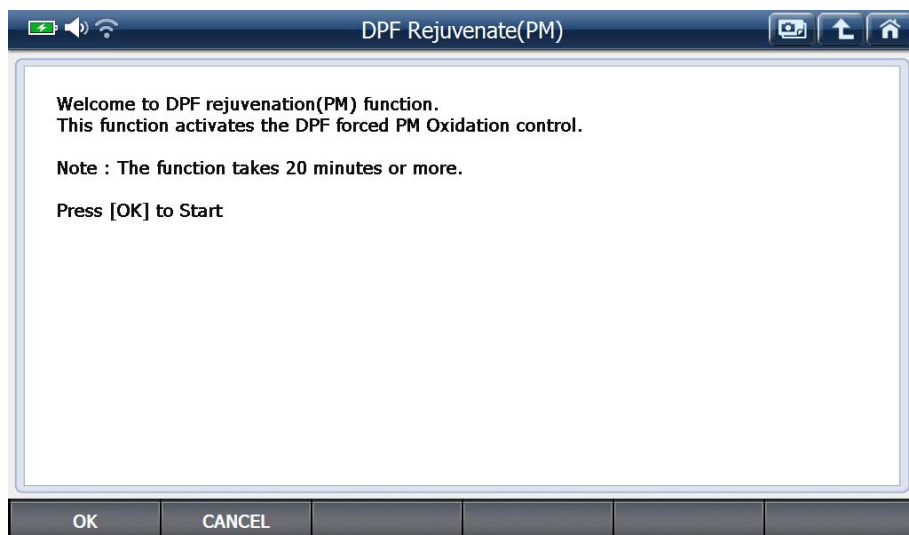 DPF Rejuvenate(PM)
Welcome to DPF rejuvenation(PM) function.
This function activates the DPF forced PM Oxidation control.
Note : The function takes 20 minutes or more.
Press [OK] to Start
OK CANCEL